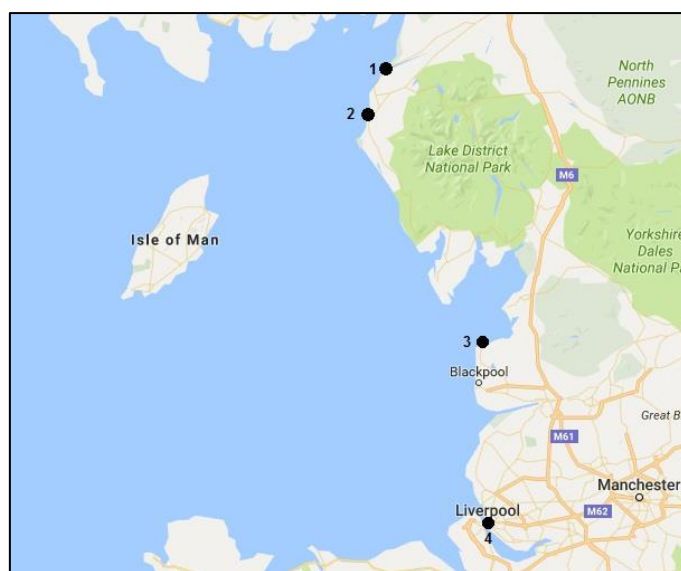 1
North
Pennines
AONB
2
Lake District
National Park
M6
Isle of Man
Yorkshire
Dales
National Pa
3
Blackpool
Great B
M61
Manchester
Liverpool
M62
4